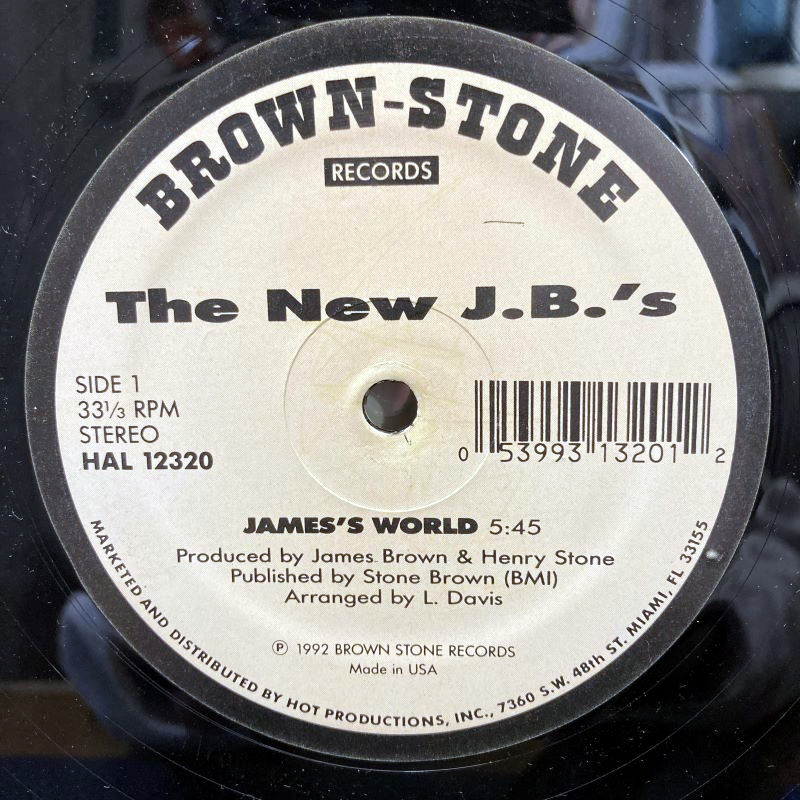 BROWN-STONE
RECORDS
The New J.B.'s
SIDE 1
33⅓ RPM
STEREO
HAL 12320
0 53993 13201 2
JAMES'S WORLD 5:45
Produced by James Brown & Henry Stone
Published by Stone Brown (BMI)
Arranged by L. Davis
℗ 1992 BROWN STONE RECORDS
Made in USA
MARKETED AND DISTRIBUTED BY HOT PRODUCTIONS, INC., 7360 S.W. 48th ST. MIAMI, FL 33155